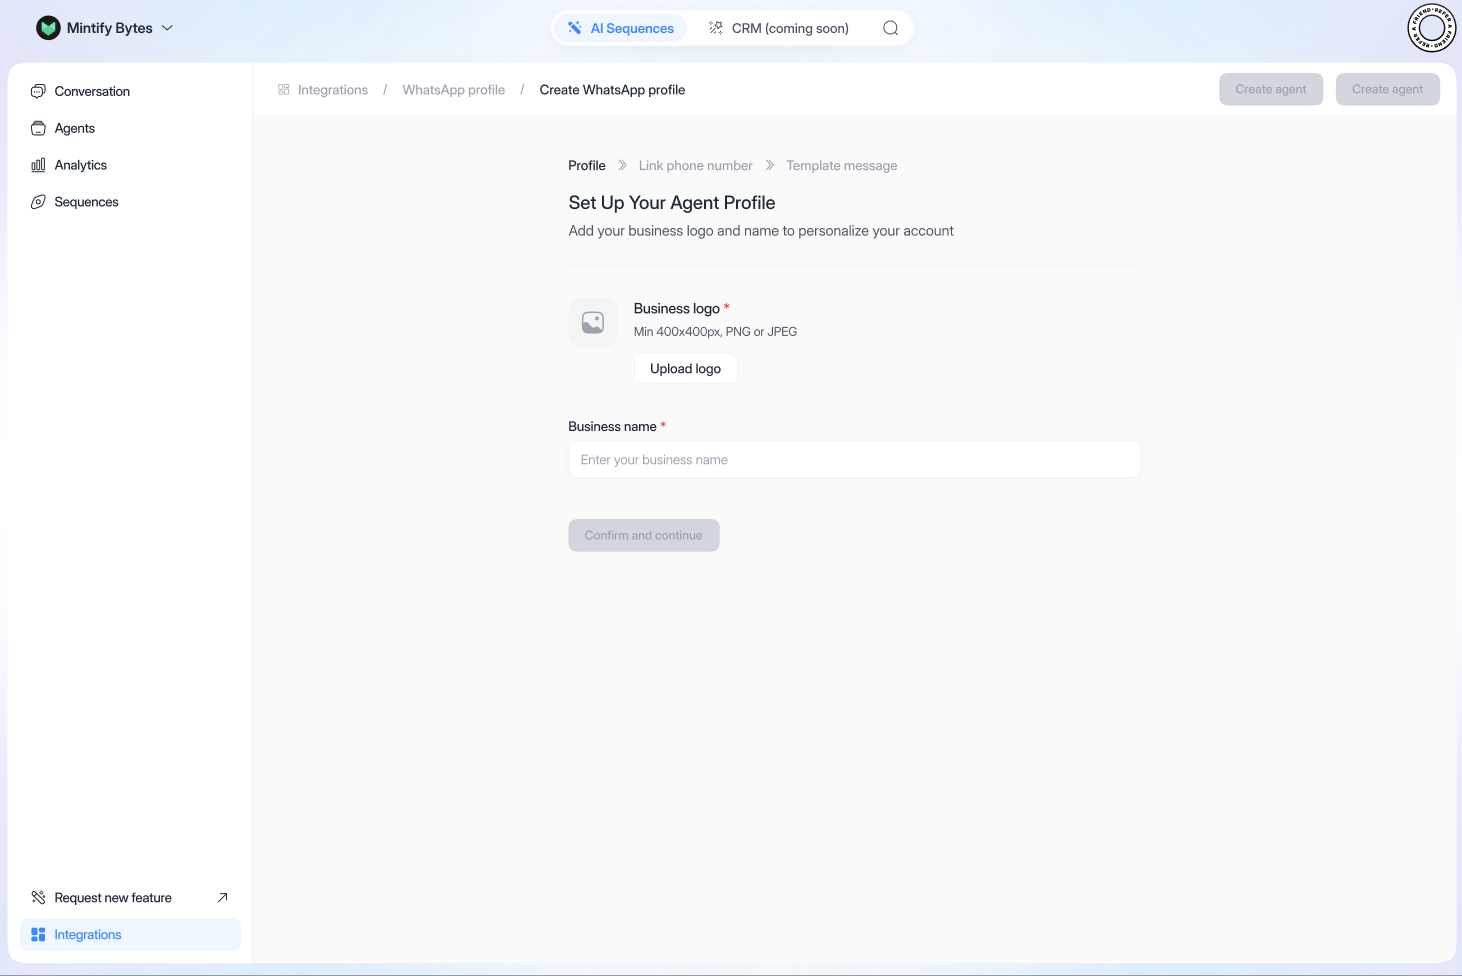 Mintify Bytes
AI Sequences
CRM (coming soon)
REFER A FRIEND · REFER A FRIEND ·
Conversation
Agents
Analytics
Sequences
Request new feature
Integrations
Integrations / WhatsApp profile / Create WhatsApp profile
Create agent
Create agent
Profile
Link phone number
Template message
Set Up Your Agent Profile
Add your business logo and name to personalize your account
Business logo *
Min 400x400px, PNG or JPEG
Upload logo
Business name *
Enter your business name
Confirm and continue